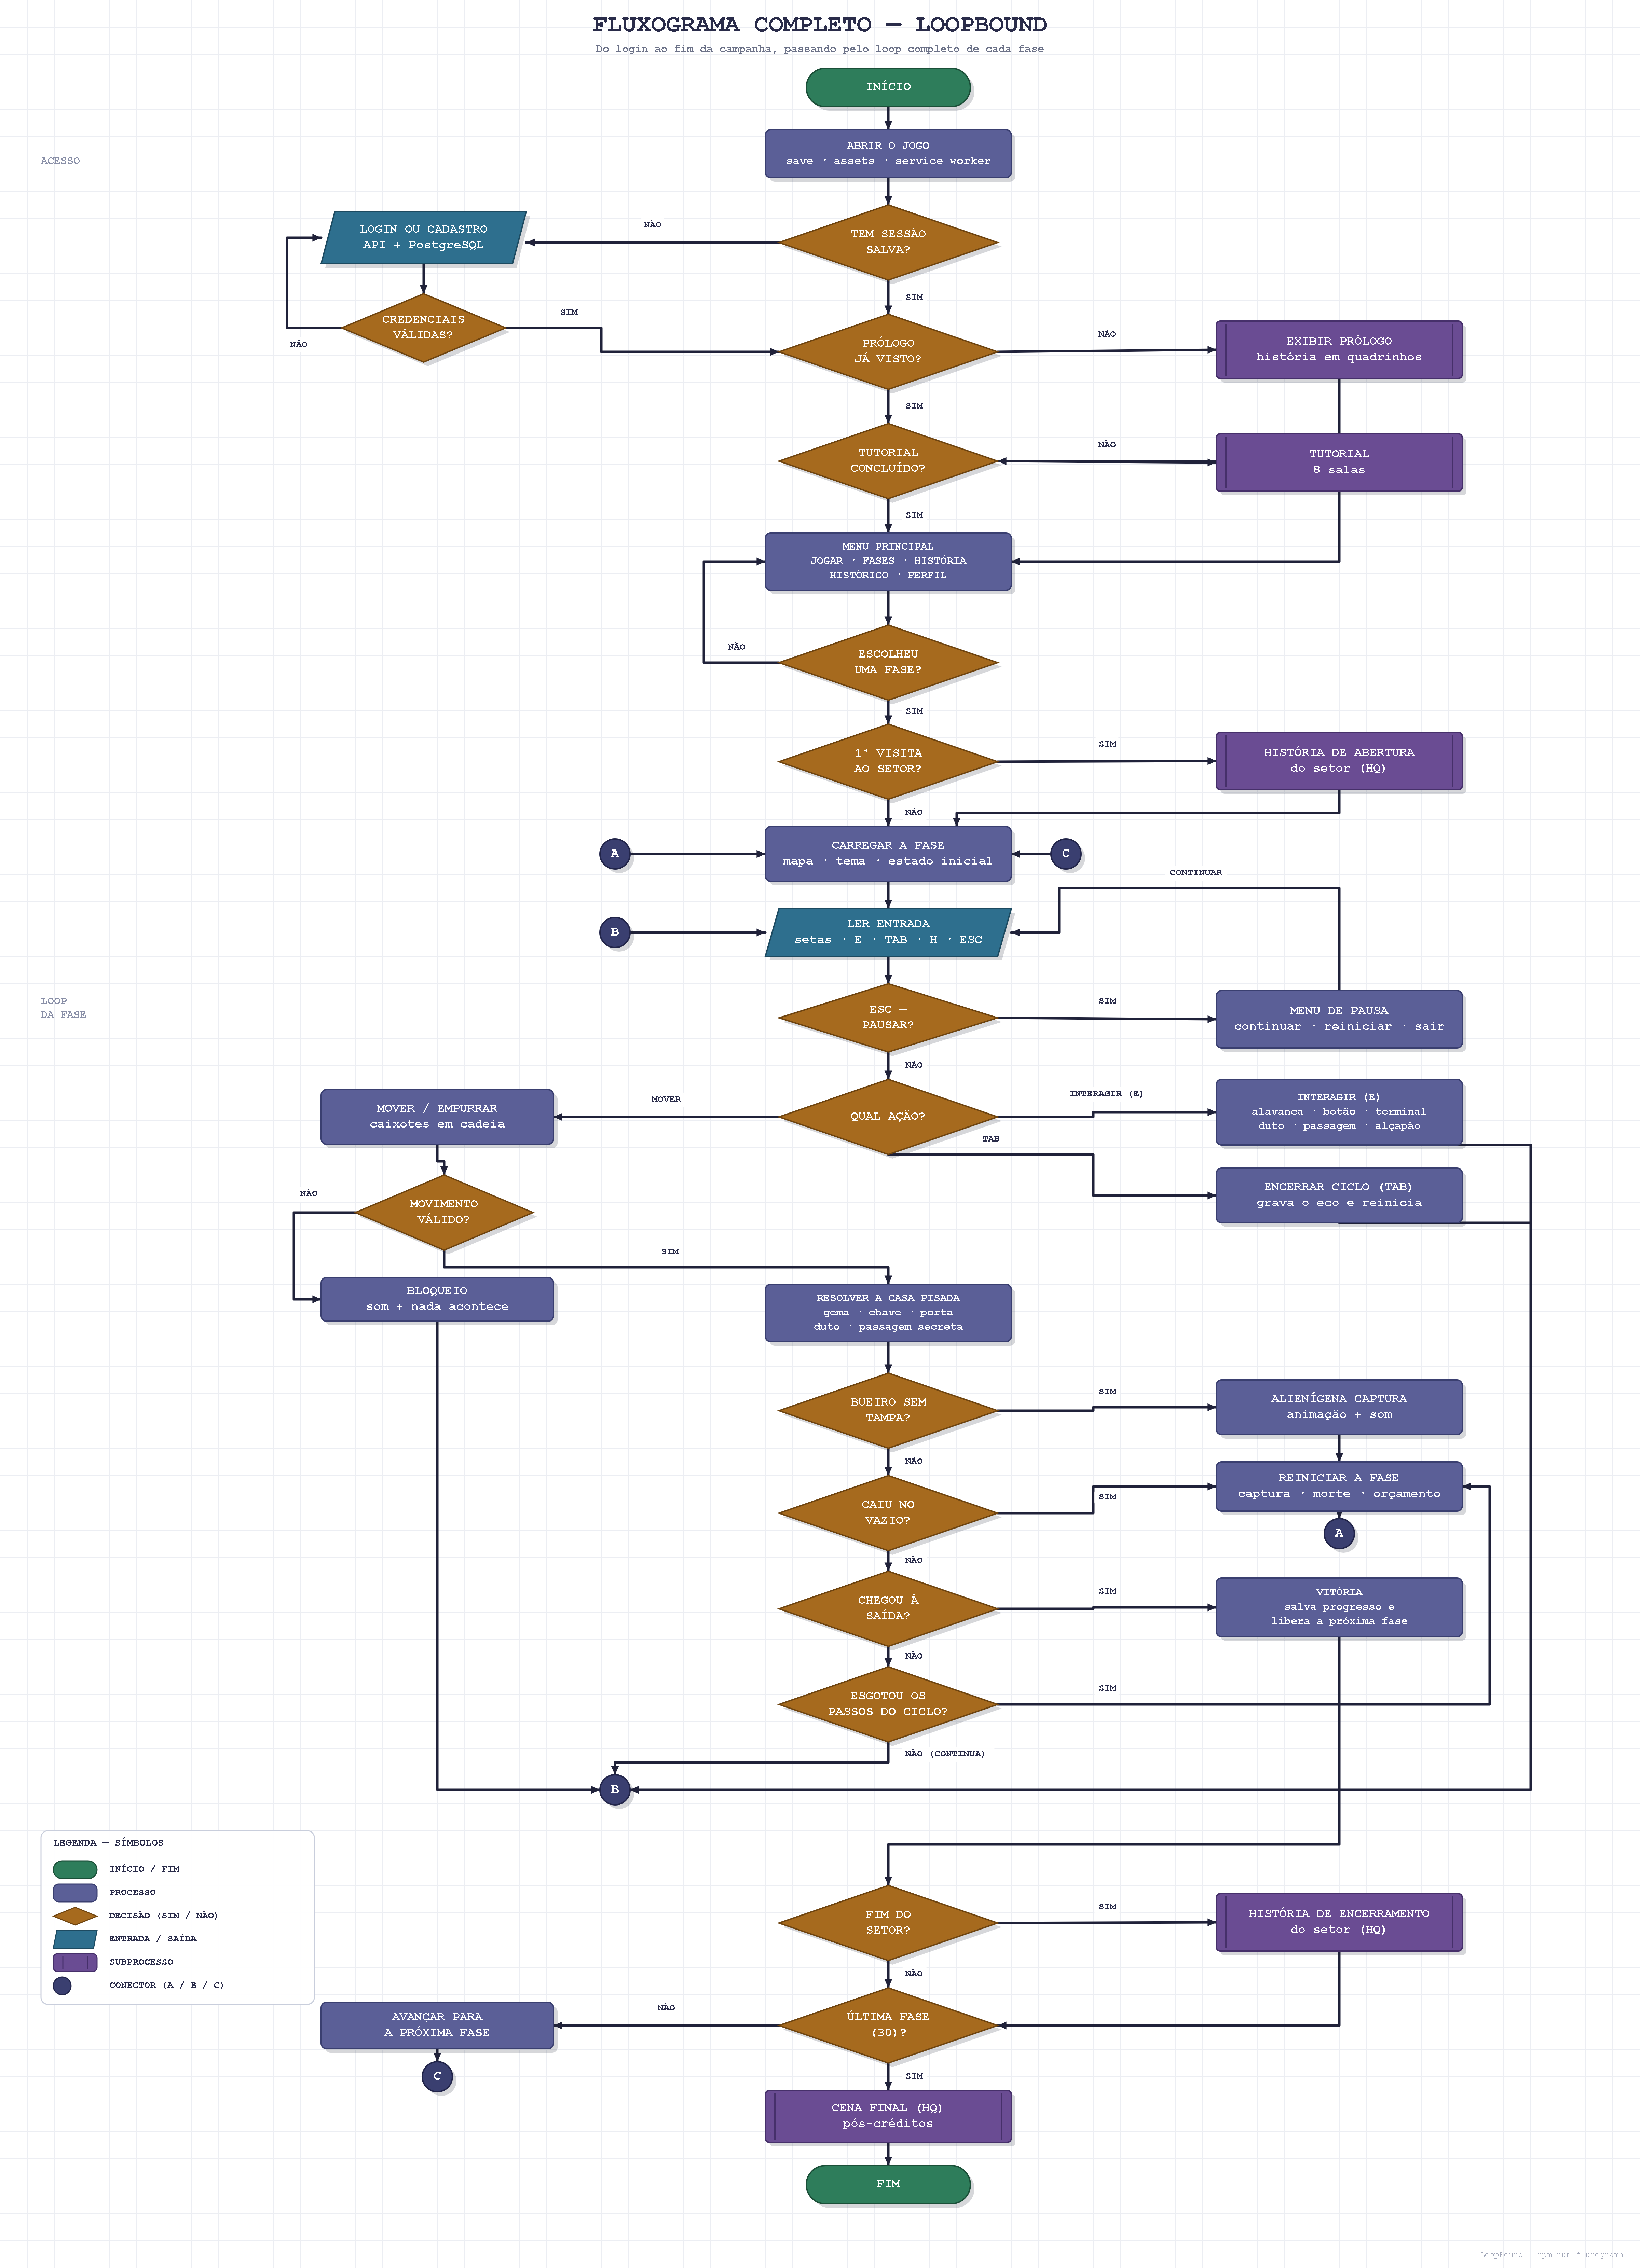 FLUXOGRAMA COMPLETO — LOOPBOUND
Do login ao fim da campanha, passando pelo loop completo de cada fase
INÍCIO
ABRIR O JOGO
save · assets · service worker
ACESSO
LOGIN OU CADASTRO
API + PostgreSQL
NÃO
TEM SESSÃO
SALVA?
SIM
CREDENCIAIS
VÁLIDAS?
NÃO
SIM
PRÓLOGO
JÁ VISTO?
NÃO
EXIBIR PRÓLOGO
história em quadrinhos
SIM
TUTORIAL
CONCLUÍDO?
NÃO
TUTORIAL
8 salas
SIM
MENU PRINCIPAL
JOGAR · FASES · HISTÓRIA
HISTÓRICO · PERFIL
NÃO
ESCOLHEU
UMA FASE?
SIM
1ª VISITA
AO SETOR?
SIM
HISTÓRIA DE ABERTURA
do setor (HQ)
NÃO
A
CARREGAR A FASE
mapa · tema · estado inicial
C
CONTINUAR
B
LER ENTRADA
setas · E · TAB · H · ESC
LOOP
DA FASE
ESC —
PAUSAR?
SIM
MENU DE PAUSA
continuar · reiniciar · sair
NÃO
MOVER / EMPURRAR
caixotes em cadeia
MOVER
QUAL AÇÃO?
INTERAGIR (E)
INTERAGIR (E)
alavanca · botão · terminal
duto · passagem · alçapão
TAB
ENCERRAR CICLO (TAB)
grava o eco e reinicia
NÃO
MOVIMENTO
VÁLIDO?
SIM
BLOQUEIO
som + nada acontece
RESOLVER A CASA PISADA
gema · chave · porta
duto · passagem secreta
BUEIRO SEM
TAMPA?
SIM
ALIENÍGENA CAPTURA
animação + som
NÃO
CAIU NO
VAZIO?
SIM
REINICIAR A FASE
captura · morte · orçamento
A
NÃO
CHEGOU À
SAÍDA?
SIM
VITÓRIA
salva progresso e
libera a próxima fase
NÃO
ESGOTOU OS
PASSOS DO CICLO?
SIM
NÃO (CONTINUA)
B
LEGENDA — SÍMBOLOS
INÍCIO / FIM
PROCESSO
DECISÃO (SIM / NÃO)
ENTRADA / SAÍDA
SUBPROCESSO
CONECTOR (A / B / C)
FIM DO
SETOR?
SIM
HISTÓRIA DE ENCERRAMENTO
do setor (HQ)
NÃO
AVANÇAR PARA
A PRÓXIMA FASE
NÃO
ÚLTIMA FASE
(30)?
C
SIM
CENA FINAL (HQ)
pós-créditos
FIM
LoopBound · npm run fluxograma